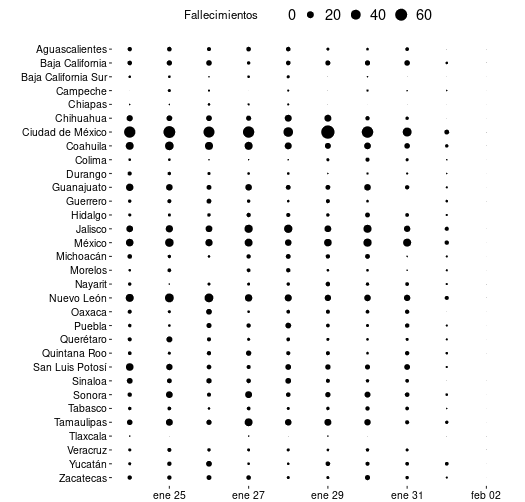 Fallecimientos 0 20 40 60
Aguascalientes
Baja California
Baja California Sur
Campeche
Chiapas
Chihuahua
Ciudad de México
Coahuila
Colima
Durango
Guanajuato
Guerrero
Hidalgo
Jalisco
México
Michoacán
Morelos
Nayarit
Nuevo León
Oaxaca
Puebla
Querétaro
Quintana Roo
San Luis Potosí
Sinaloa
Sonora
Tabasco
Tamaulipas
Tlaxcala
Veracruz
Yucatán
Zacatecas
ene 25 ene 27 ene 29 ene 31 feb 02